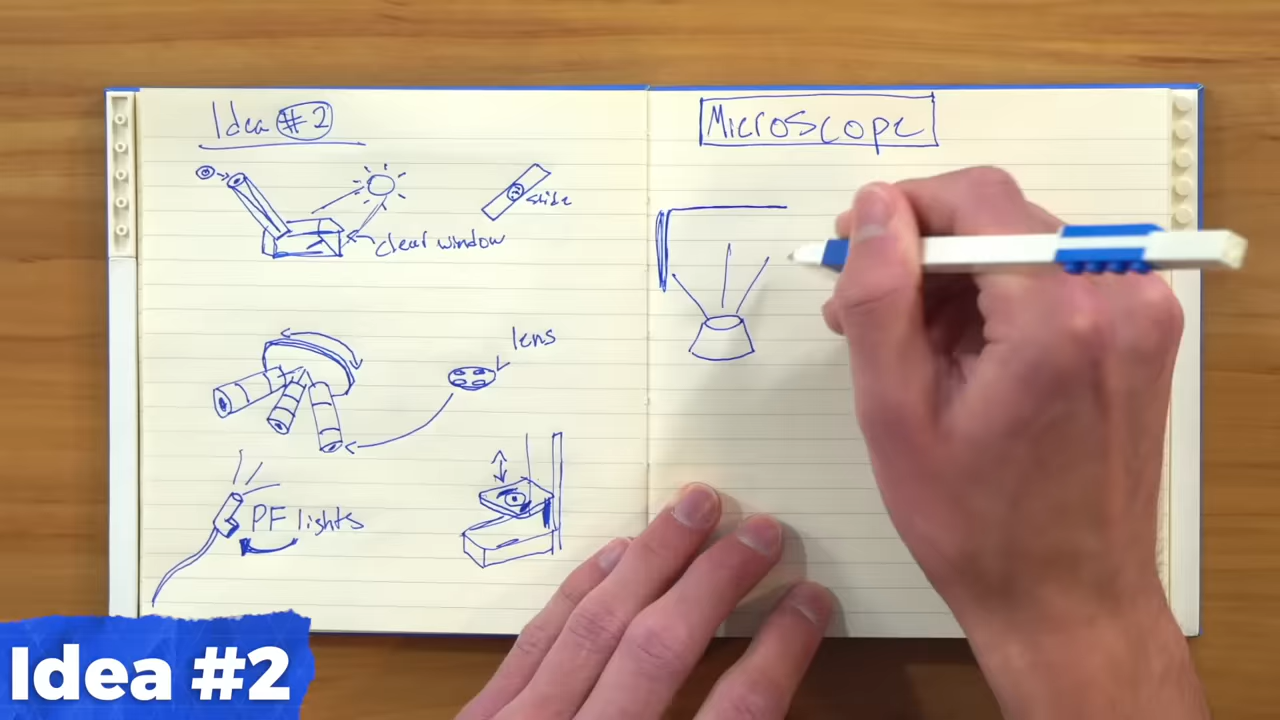 Idea #2
slide
clear window
lens
PF lights
Microscope
Idea #2